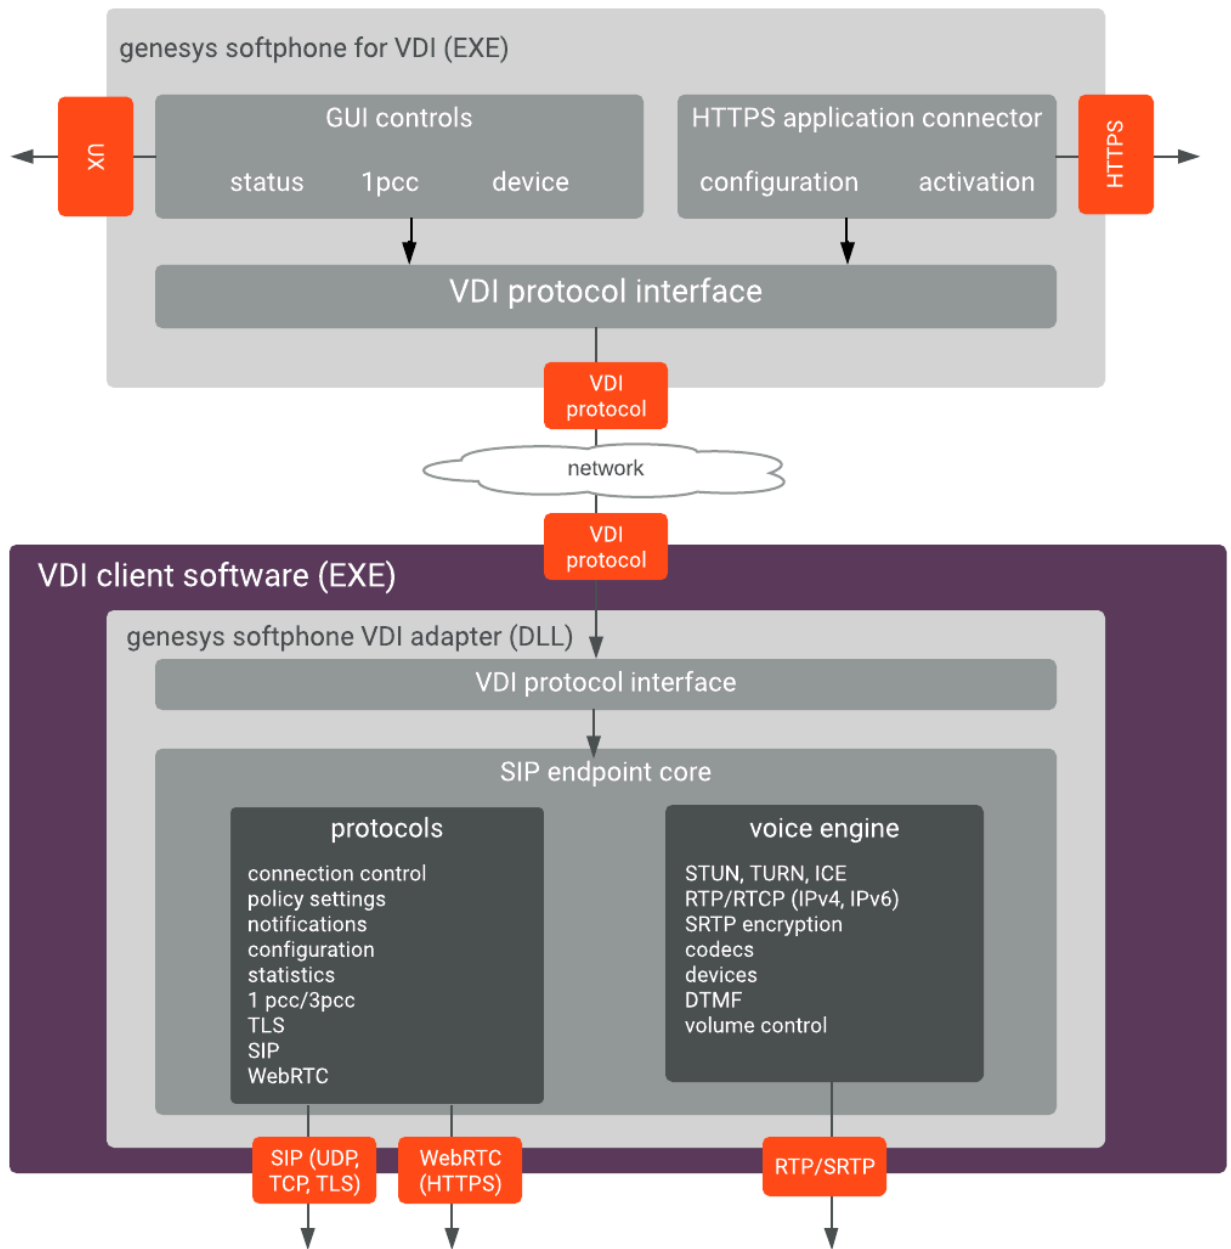 genesys softphone for VDI (EXE)
UX
GUI controls
status 1pcc device
HTTPS application connector
configuration activation
HTTPS
VDI protocol interface
VDI
protocol
network
VDI
protocol
VDI client software (EXE)
genesys softphone VDI adapter (DLL)
VDI protocol interface
SIP endpoint core
protocols
connection control
policy settings
notifications
configuration
statistics
1 pcc/3pcc
TLS
SIP
WebRTC
voice engine
STUN, TURN, ICE
RTP/RTCP (IPv4, IPv6)
SRTP encryption
codecs
devices
DTMF
volume control
SIP (UDP,
TCP, TLS)
WebRTC
(HTTPS)
RTP/SRTP